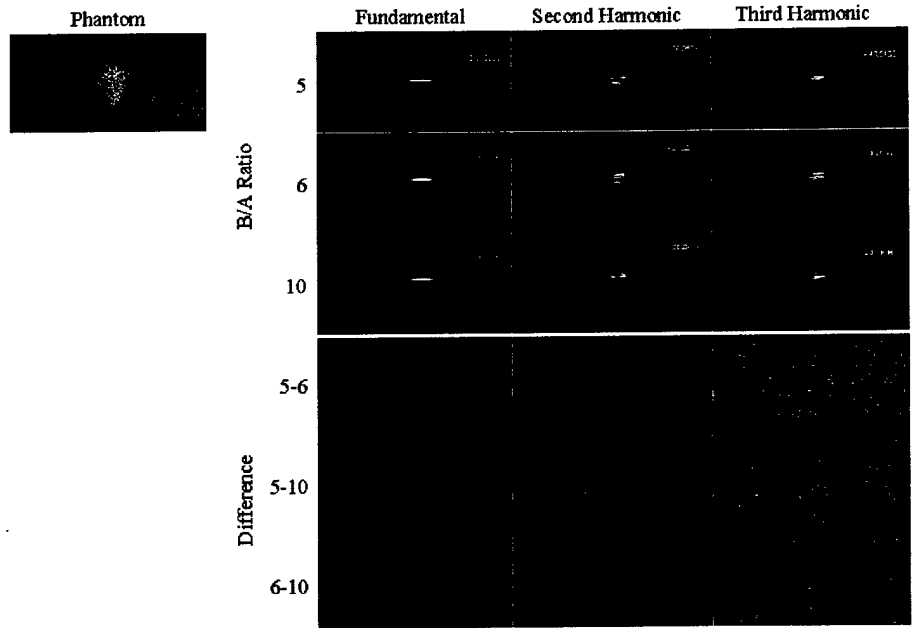 Phantom
Fundamental
Second Harmonic
Third Harmonic
5
6
10
B/A Ratio
5-6
5-10
6-10
Difference